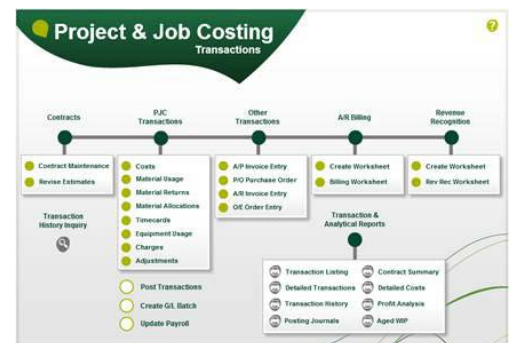 Project & Job Costing
Transactions
?
Contracts
PJC
Transactions
Other
Transactions
A/R Billing
Revenue
Recognition
Contract Maintenance
Revise Estimates
Costs
Material Usage
Material Returns
Material Allocations
Timecards
Equipment Usage
Charges
Adjustments
A/P Invoice Entry
P/O Purchase Order
A/R Invoice Entry
O/E Order Entry
Create Worksheet
Billing Worksheet
Create Worksheet
Rev Rec Worksheet
Transaction
History Inquiry
Post Transactions
Create G/L Batch
Update Payroll
Transaction &
Analytical Reports
Transaction Listing
Detailed Transactions
Transaction History
Posting Journals
Contract Summary
Detailed Costs
Profit Analysis
Aged WIP